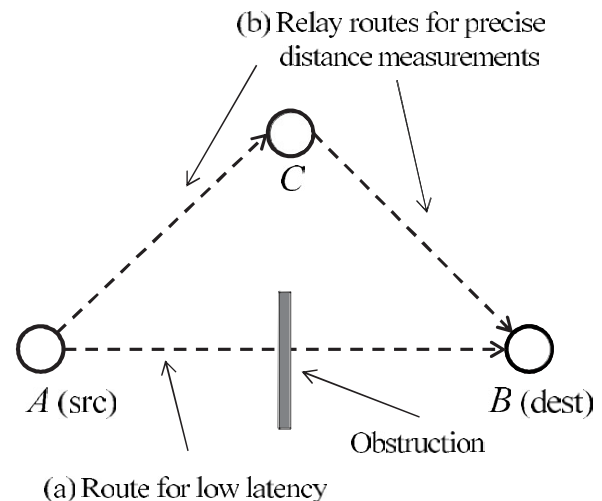 (b) Relay routes for precise
distance measurements
C
A (src)
B (dest)
Obstruction
(a) Route for low latency